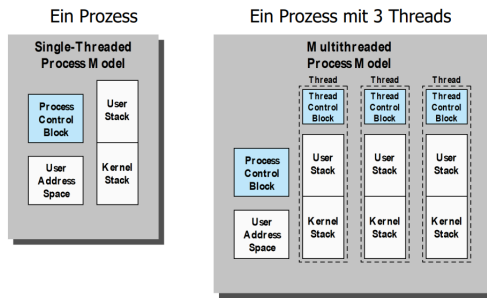 Ein Prozess
Ein Prozess mit 3 Threads
Single-Threaded
Process Model
Process
Control
Block
User
Stack
User
Address
Space
Kernel
Stack
Multithreaded
Process Model
Thread
Thread
Thread
Thread
Control
Block
Thread
Control
Block
Thread
Control
Block
Process
Control
Block
User
Stack
User
Stack
User
Stack
User
Address
Space
Kernel
Stack
Kernel
Stack
Kernel
Stack